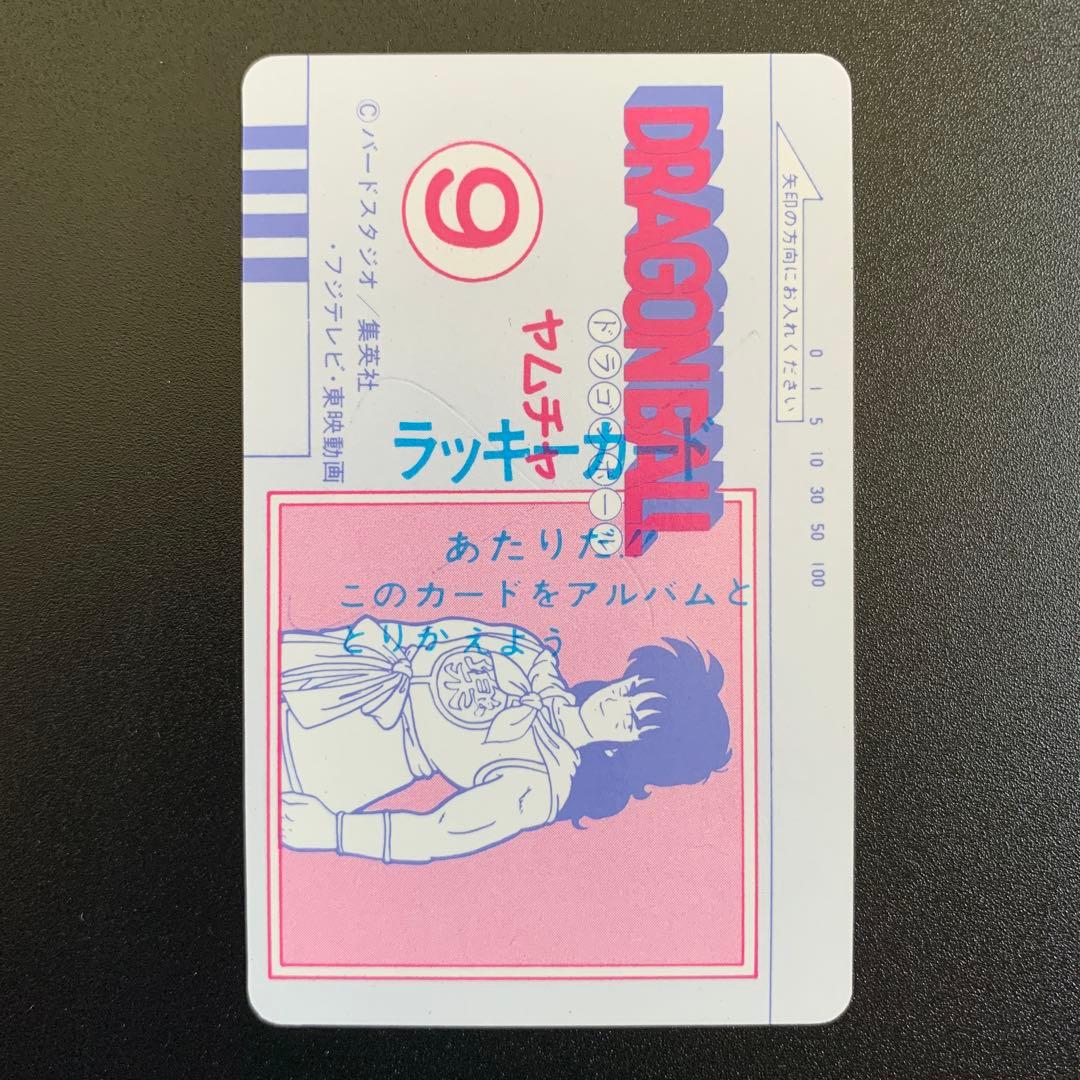 矢印の方向にお入れください
0 1 5 10 30 50 100
DRAGON BALL
ドラゴンボール
9
ヤムチャ
©バードスタジオ/集英社
・フジテレビ・東映動画
ラッキーカード
あたりだ!!
このカードをアルバムと
とりかえよう